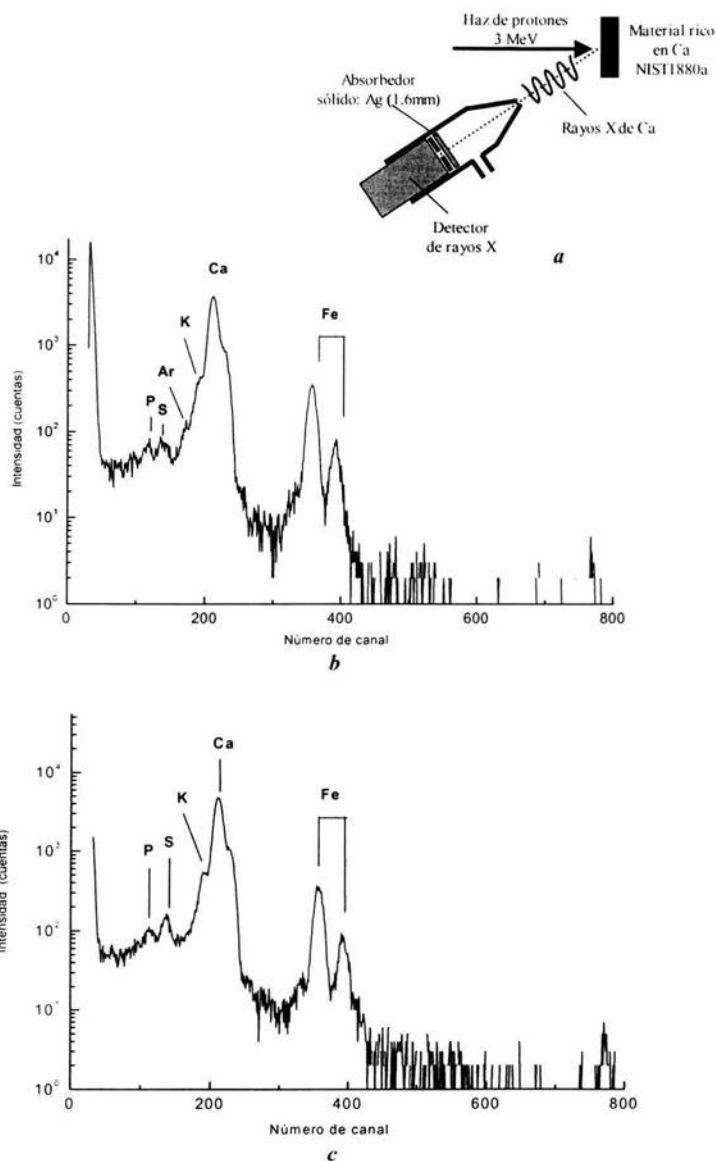 Haz de protones
3 MeV
Material rico
en Ca
NIST1880a
Absorbedor
sólido: Ag (1.6mm)
Rayos X de Ca
Detector
de rayos X
a
Intensidad (cuentas)
10⁴
10³
10²
10¹
10⁰
P
S
Ar
K
Ca
Fe
0
200
400
600
800
Número de canal
b
Intensidad (cuentas)
10⁴
10³
10²
10¹
10⁰
P
S
K
Ca
Fe
0
200
400
600
800
Número de canal
c